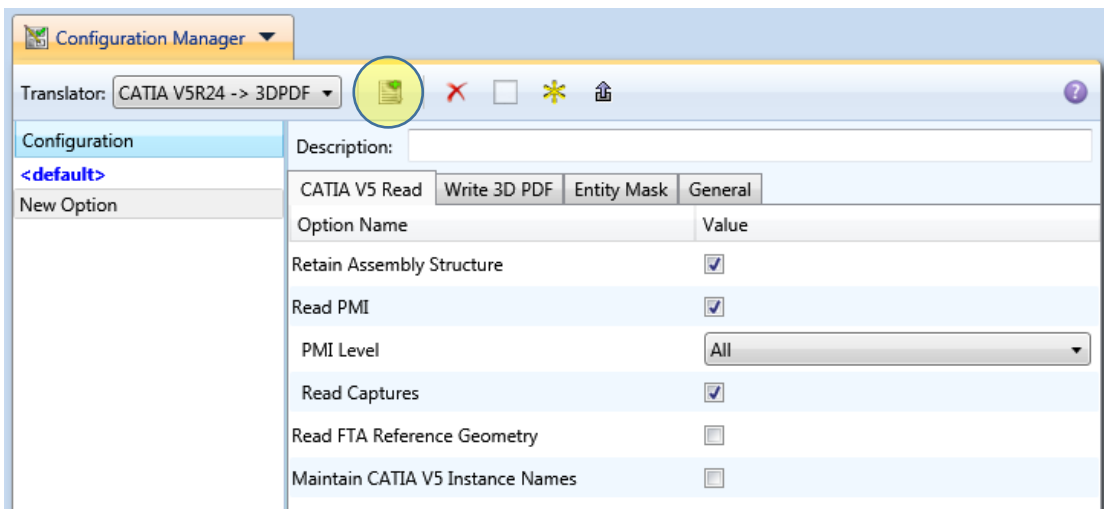 Configuration Manager
Translator: CATIA V5R24 -> 3DPDF
?
Configuration
Description:
<default>
CATIA V5 Read Write 3D PDF Entity Mask General
New Option
Option Name Value
Retain Assembly Structure
Read PMI
PMI Level All
Read Captures
Read FTA Reference Geometry
Maintain CATIA V5 Instance Names